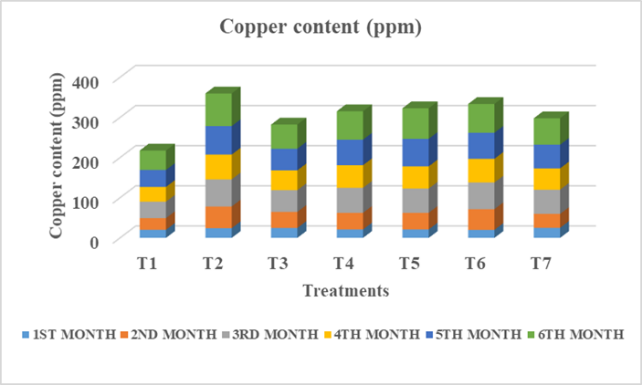 Copper content (ppm)
Copper content (ppm)
400
300
200
100
0
T1 T2 T3 T4 T5 T6 T7
Treatments
1ST MONTH 2ND MONTH 3RD MONTH 4TH MONTH 5TH MONTH 6TH MONTH